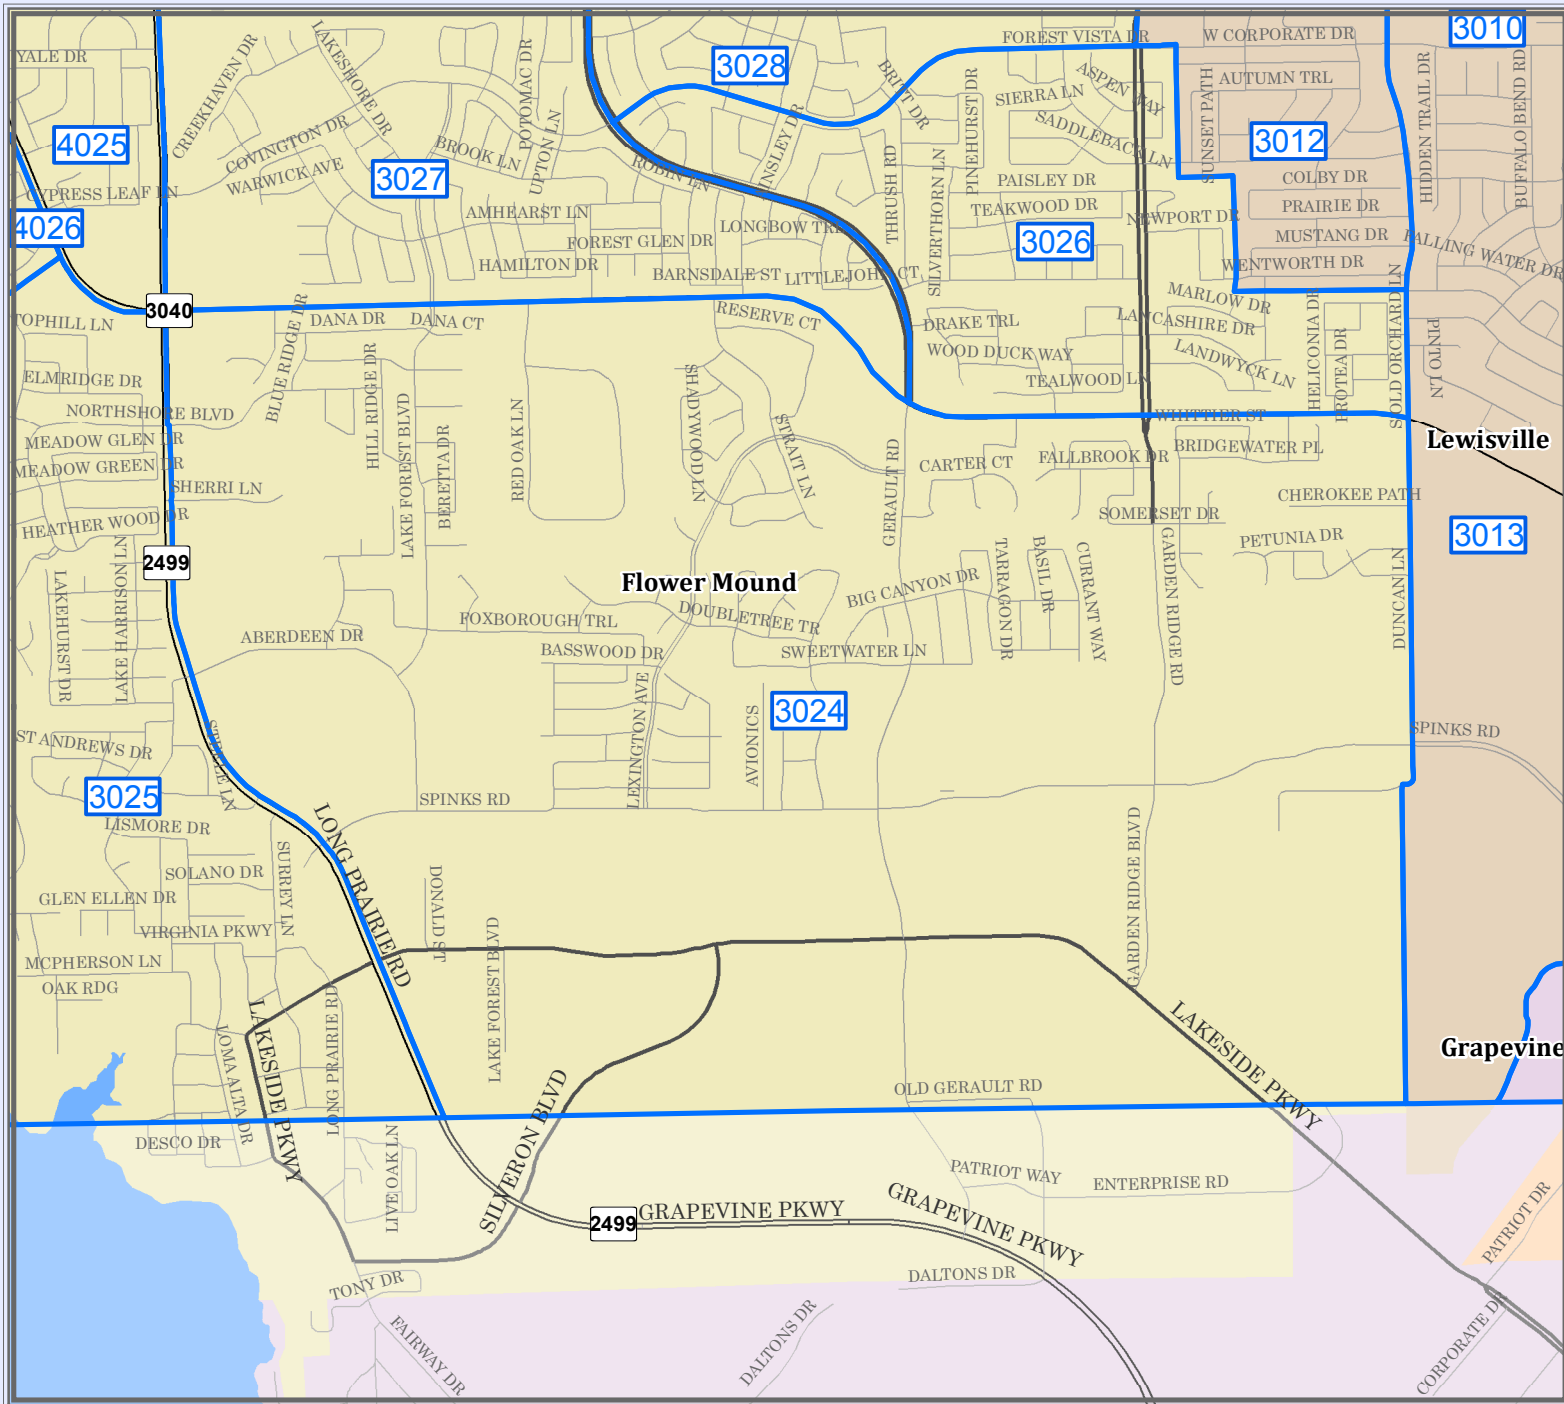 FOREST VISTA DR
W CORPORATE DR
3010
YALE DR
LAKESHORE DR
CREEKHAVEN DR
POTOMAC DR
3028
BRITT DR
ASPEN WAY
AUTUMN TRL
SIERRA LN
PINEHURST DR
SUNSET PATH
HIDDEN TRAIL DR
BUFFALO BEND RD
4025
COVINGTON DR
BROOK LN
UPTON LN
SADDLEBACK LN
3012
WARWICK AVE
3027
ROBIN LN
THRUSH RD
SILVERTHORN LN
PAISLEY DR
COLBY DR
CYPRESS LEAF LN
AMHEARST LN
TEAKWOOD DR
PRAIRIE DR
4026
LONGBOW TRL
NEWPORT DR
FOREST GLEN DR
3026
MUSTANG DR
FALLING WATER DR
HAMILTON DR
BARNSDALE ST
LITTLEJOHN CT
WENTWORTH DR
3040
MARLOW DR
TOPHILL LN
BLUE RIDGE DR
DANA DR
DANA CT
RESERVE CT
DRAKE TRL
LANCASHIRE DR
HELICONIA DR
PROTEA DR
PINTO LN
WOOD DUCK WAY
LANDWYCK LN
ELMRIDGE DR
HILL RIDGE DR
SHADYWOOD LN
TEALWOOD LN
NORTHSHORE BLVD
LAKE FOREST BLVD
RED OAK LN
STRAIT LN
WHITTIER ST
Lewisville
MEADOW GLEN DR
BERETTA DR
GERAULT RD
BRIDGEWATER PL
MEADOW GREEN DR
CARTER CT
FALLBROOK DR
SHERRI LN
CHEROKEE PATH
HEATHER WOOD DR
SOMERSET DR
PETUNIA DR
3013
2499
LAKE HARRISON LN
LAKEHURST DR
TARRAGON DR
BASIL DR
CURRANT WAY
GARDEN RIDGE RD
DUNCAN LN
Flower Mound
BIG CANYON DR
DOUBLETREE TR
FOXBOROUGH TRL
ABERDEEN DR
BASSWOOD DR
SWEETWATER LN
LEXINGTON AVE
3024
AVIONICS
ST ANDREWS DR
SPINKS RD
3025
SPINKS RD
LISMORE DR
LONG PRAIRIE RD
GARDEN RIDGE BLVD
SURREY LN
SOLANO DR
DONALD ST
GLEN ELLEN DR
VIRGINIA PKWY
LAKE FOREST BLVD
MCPHERSON LN
OAK RDG
LAKESIDE PKWY
LONG PRAIRIE RD
LOMA ALTA DR
LAKESIDE PKWY
Grapevine
OLD GERAULT RD
SILVERON BLVD
DESCO DR
LIVE OAK LN
PATRIOT WAY
ENTERPRISE RD
2499
GRAPEVINE PKWY
GRAPEVINE PKWY
PATRIOT DR
TONY DR
DALTONS DR
FAIRWAY DR
DALTONS DR
CORPORATE DR